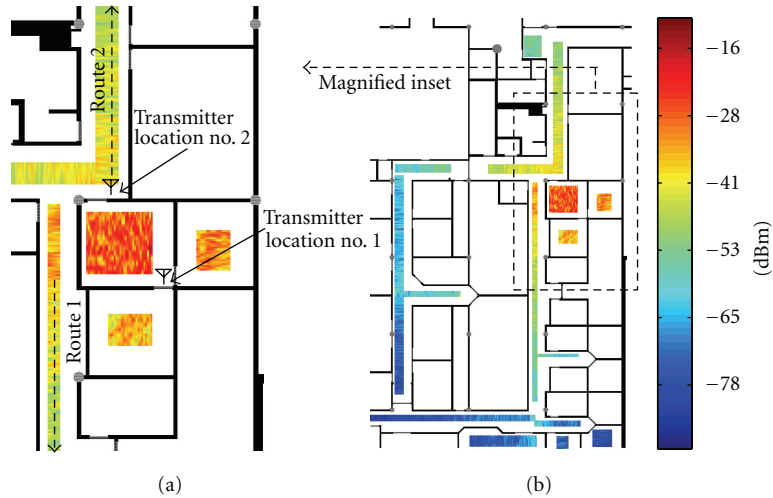 Route 2
Transmitter
location no. 2
Transmitter
location no. 1
Route 1
(a)
Magnified inset
(b)
−16
−28
−41
−53
−65
−78
(dBm)